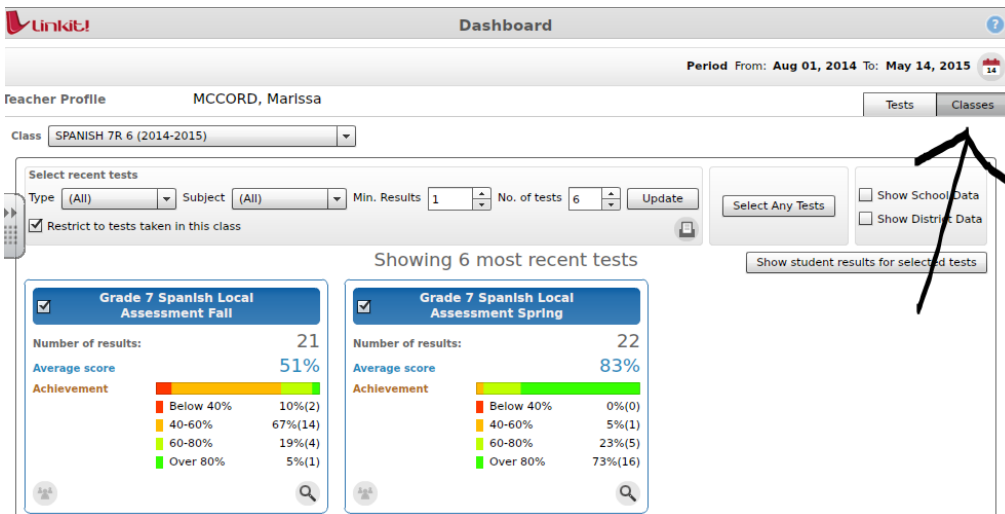 Linkit!
Dashboard
?
Period From: Aug 01, 2014 To: May 14, 2015
14
Teacher Profile MCCORD, Marissa
Tests Classes
Class SPANISH 7R 6 (2014-2015)
Select recent tests
Type (All) Subject (All) Min. Results 1 No. of tests 6 Update
Select Any Tests
Show School Data
Show District Data
Restrict to tests taken in this class
Showing 6 most recent tests
Show student results for selected tests
Grade 7 Spanish Local
Assessment Fall
Number of results: 21
Average score 51%
Achievement
Below 40% 10%(2)
40-60% 67%(14)
60-80% 19%(4)
Over 80% 5%(1)
Grade 7 Spanish Local
Assessment Spring
Number of results: 22
Average score 83%
Achievement
Below 40% 0%(0)
40-60% 5%(1)
60-80% 23%(5)
Over 80% 73%(16)